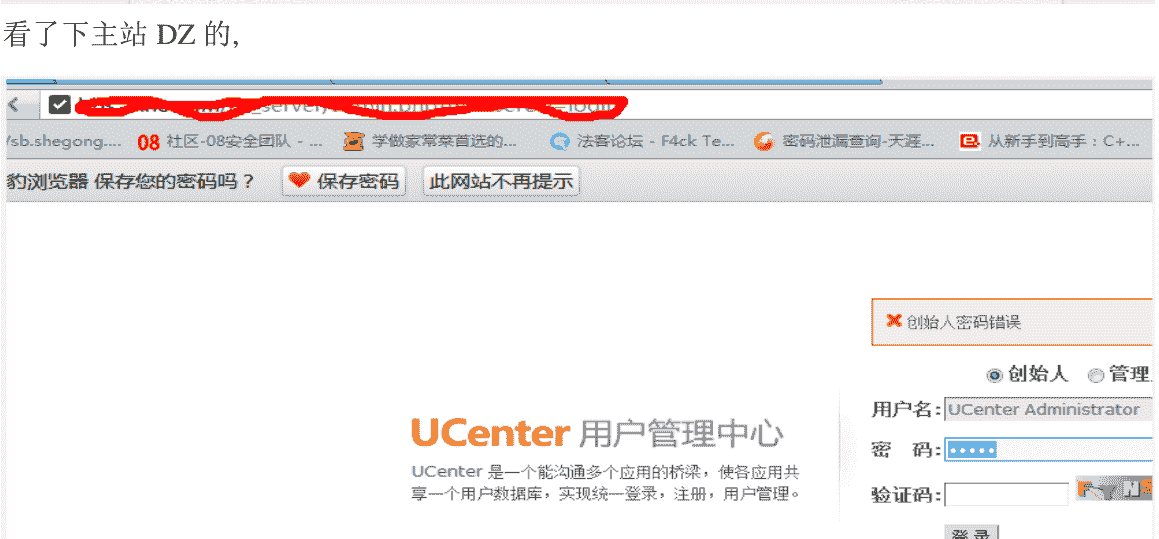 看了下主站 DZ 的,
/sb.shegong.... 08 社区-08安全团队 - ... 学做家常菜首选的... 法客论坛 - F4ck Te... 密码泄漏查询-天涯... 从新手到高手：C+...
豹浏览器 保存您的密码吗？ 保存密码 此网站不再提示
创始人密码错误
创始人 管理
用户名: UCenter Administrator
UCenter 用户管理中心
密 码:
UCenter 是一个能沟通多个应用的桥梁，使各应用共
享一个用户数据库，实现统一登录，注册，用户管理。
验证码:
登 录